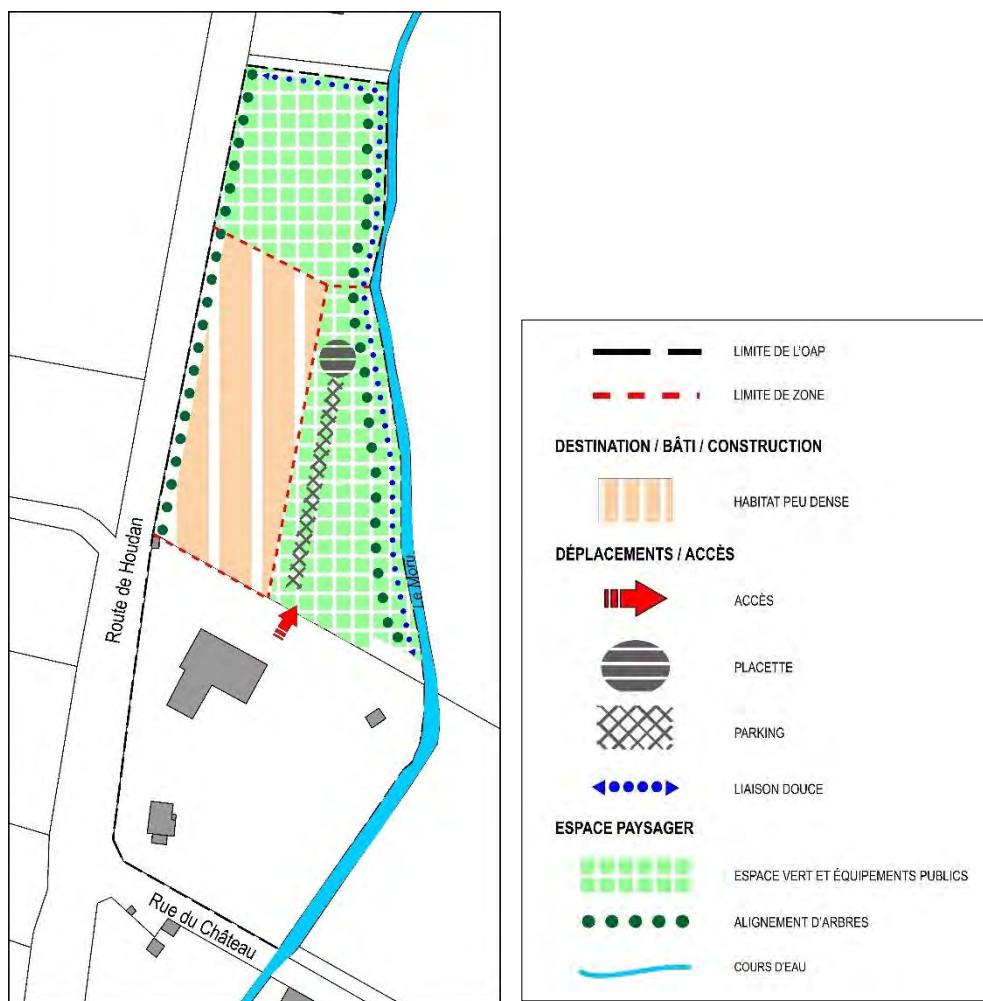 Route de Houdan
Le Moru
Rue du Château
LIMITE DE L'OAP
LIMITE DE ZONE
DESTINATION / BÂTI / CONSTRUCTION
HABITAT PEU DENSE
DÉPLACEMENTS / ACCÈS
ACCÈS
PLACETTE
PARKING
LIAISON DOUCE
ESPACE PAYSAGER
ESPACE VERT ET ÉQUIPEMENTS PUBLICS
ALIGNEMENT D'ARBRES
COURS D'EAU